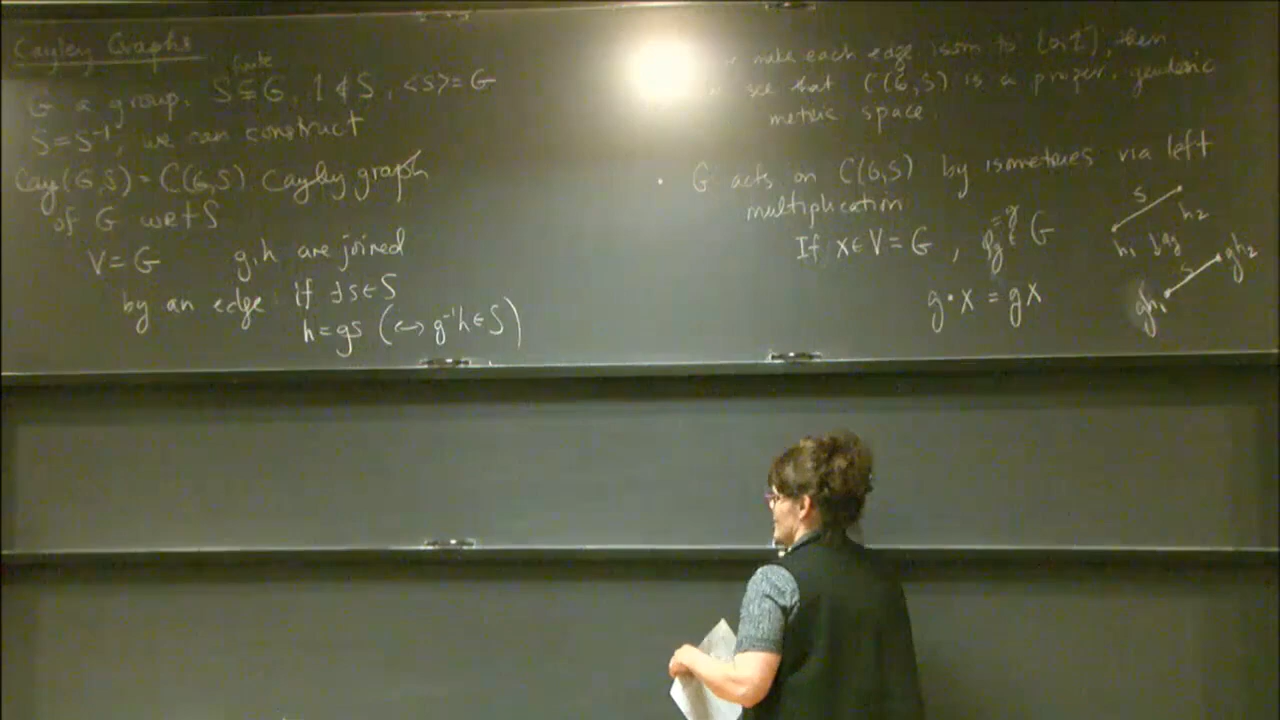 Cayley Graphs
finite
G a group, S ⊆ G, 1 ∉ S, <S> = G
S = S⁻¹, we can construct
Cay(G,S) = C(G,S) Cayley graph
of G wrt S
V = G g,h are joined
by an edge if ∃ s ∈ S
h = gs (↔ g⁻¹h ∈ S)
make each edge isom to [0,1], then
see that C(G,S) is a proper, geodesic
metric space.
• G acts on C(G,S) by isometries via left
multiplication
If x ∈ V = G, G
g·x = gx
s
h₁ h₂
s
gh₁ gh₂